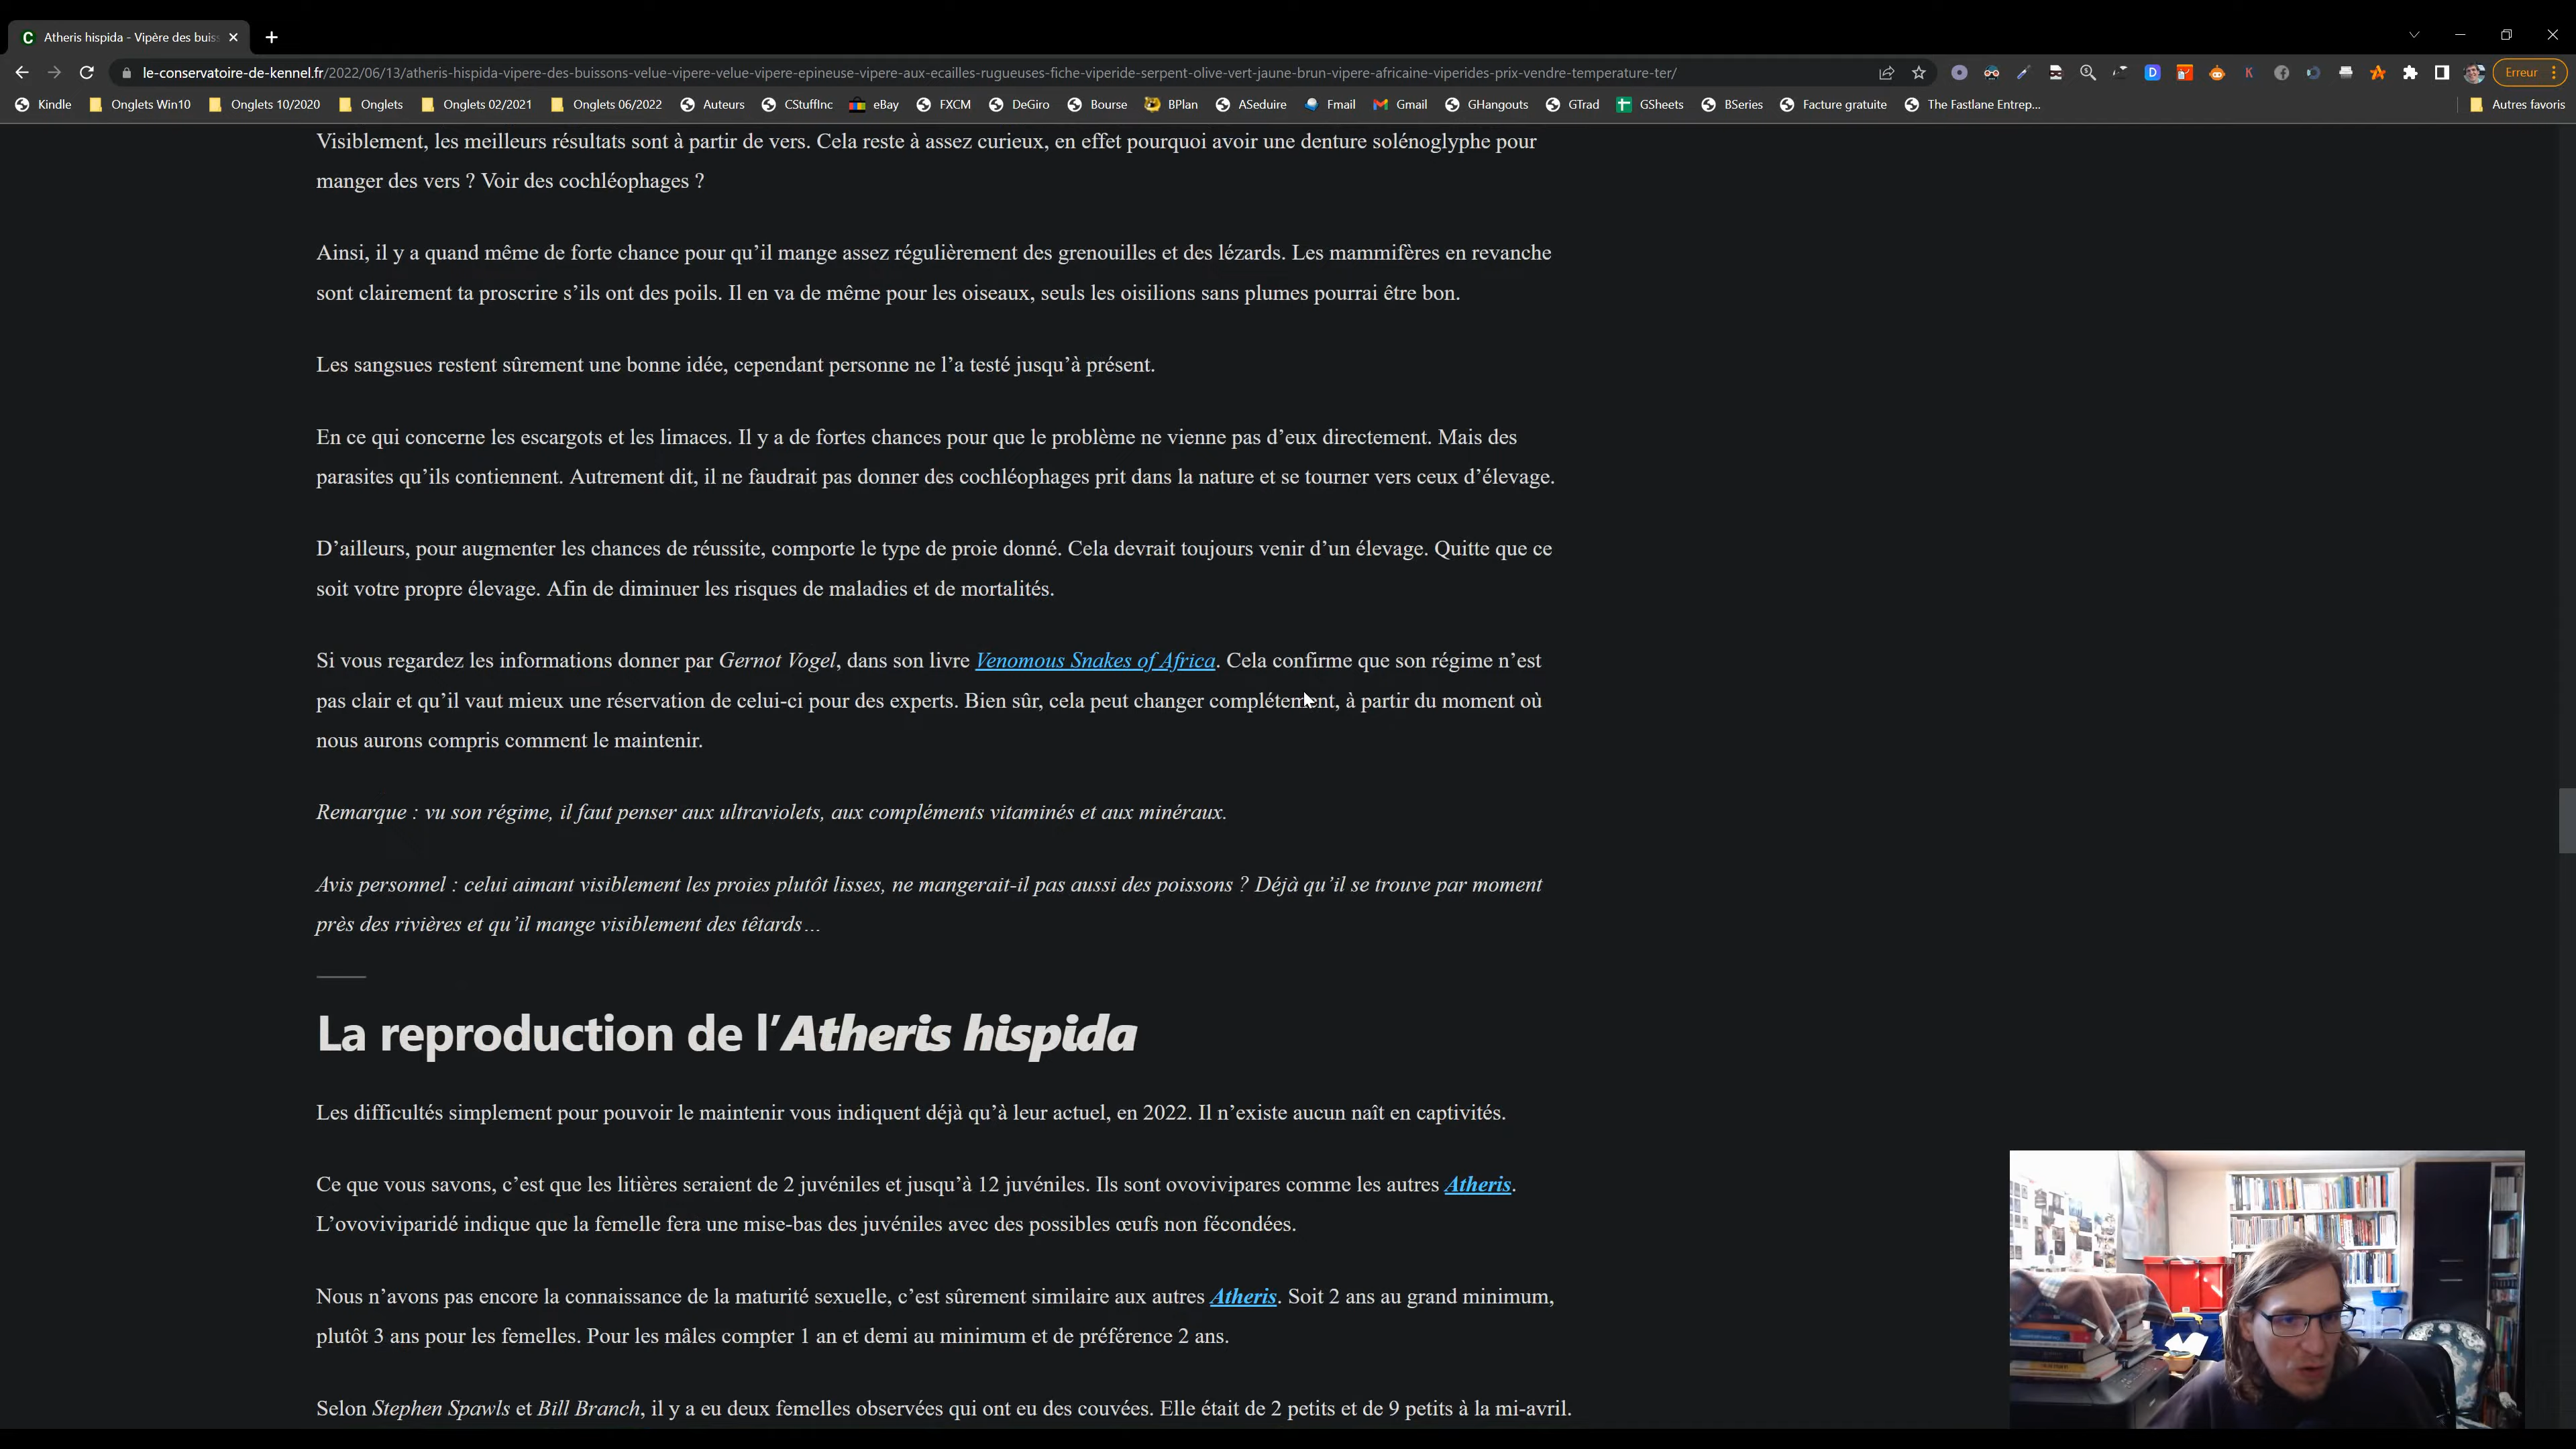 Atheris hispida - Vipère des buiss
le-conservatoire-de-kennel.fr/2022/06/13/atheris-hispida-vipere-des-buissons-velue-vipere-velue-vipere-epineuse-vipere-aux-ecailles-rugueuses-fiche-viperide-serpent-olive-vert-jaune-brun-vipere-africaine-viperides-prix-vendre-temperature-ter/
Erreur
Kindle Onglets Win10 Onglets 10/2020 Onglets Onglets 02/2021 Onglets 06/2022 Auteurs CStuffInc eBay FXCM DeGiro Bourse BPlan ASeduire Fmail Gmail GHangouts GTrad GSheets BSeries Facture gratuite The Fastlane Entrep... Autres favoris
Visiblement, les meilleurs résultats sont à partir de vers. Cela reste à assez curieux, en effet pourquoi avoir une denture solénoglyphe pour
manger des vers ? Voir des cochléophages ?
Ainsi, il y a quand même de forte chance pour qu’il mange assez régulièrement des grenouilles et des lézards. Les mammifères en revanche
sont clairement ta proscrire s’ils ont des poils. Il en va de même pour les oiseaux, seuls les oisilions sans plumes pourrai être bon.
Les sangsues restent sûrement une bonne idée, cependant personne ne l’a testé jusqu’à présent.
En ce qui concerne les escargots et les limaces. Il y a de fortes chances pour que le problème ne vienne pas d’eux directement. Mais des
parasites qu’ils contiennent. Autrement dit, il ne faudrait pas donner des cochléophages prit dans la nature et se tourner vers ceux d’élevage.
D’ailleurs, pour augmenter les chances de réussite, comporte le type de proie donné. Cela devrait toujours venir d’un élevage. Quitte que ce
soit votre propre élevage. Afin de diminuer les risques de maladies et de mortalités.
Si vous regardez les informations donner par Gernot Vogel, dans son livre Venomous Snakes of Africa. Cela confirme que son régime n’est
pas clair et qu’il vaut mieux une réservation de celui-ci pour des experts. Bien sûr, cela peut changer complétement, à partir du moment où
nous aurons compris comment le maintenir.
Remarque : vu son régime, il faut penser aux ultraviolets, aux compléments vitaminés et aux minéraux.
Avis personnel : celui aimant visiblement les proies plutôt lisses, ne mangerait-il pas aussi des poissons ? Déjà qu’il se trouve par moment
près des rivières et qu’il mange visiblement des têtards…
La reproduction de l’Atheris hispida
Les difficultés simplement pour pouvoir le maintenir vous indiquent déjà qu’à leur actuel, en 2022. Il n’existe aucun naît en captivités.
Ce que vous savons, c’est que les litières seraient de 2 juvéniles et jusqu’à 12 juvéniles. Ils sont ovovivipares comme les autres Atheris.
L’ovoviviparidé indique que la femelle fera une mise-bas des juvéniles avec des possibles œufs non fécondées.
Nous n’avons pas encore la connaissance de la maturité sexuelle, c’est sûrement similaire aux autres Atheris. Soit 2 ans au grand minimum,
plutôt 3 ans pour les femelles. Pour les mâles compter 1 an et demi au minimum et de préférence 2 ans.
Selon Stephen Spawls et Bill Branch, il y a eu deux femelles observées qui ont eu des couvées. Elle était de 2 petits et de 9 petits à la mi-avril.